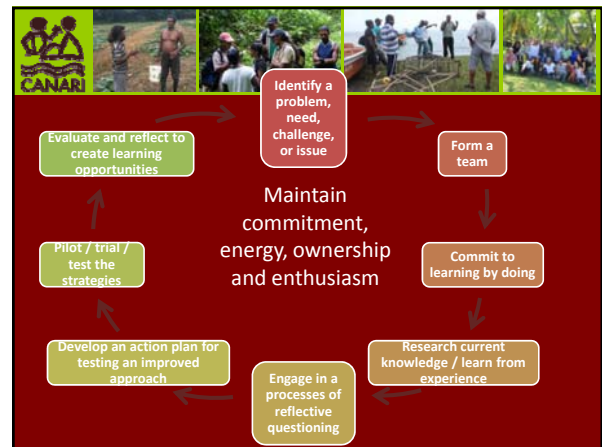 CANARI
Identify a
problem,
need,
challenge,
or issue
Form a
team
Commit to
learning by doing
Research current
knowledge / learn from
experience
Engage in a
processes of
reflective
questioning
Develop an action plan for
testing an improved
approach
Pilot / trial /
test the
strategies
Evaluate and reflect to
create learning
opportunities
Maintain
commitment,
energy, ownership
and enthusiasm